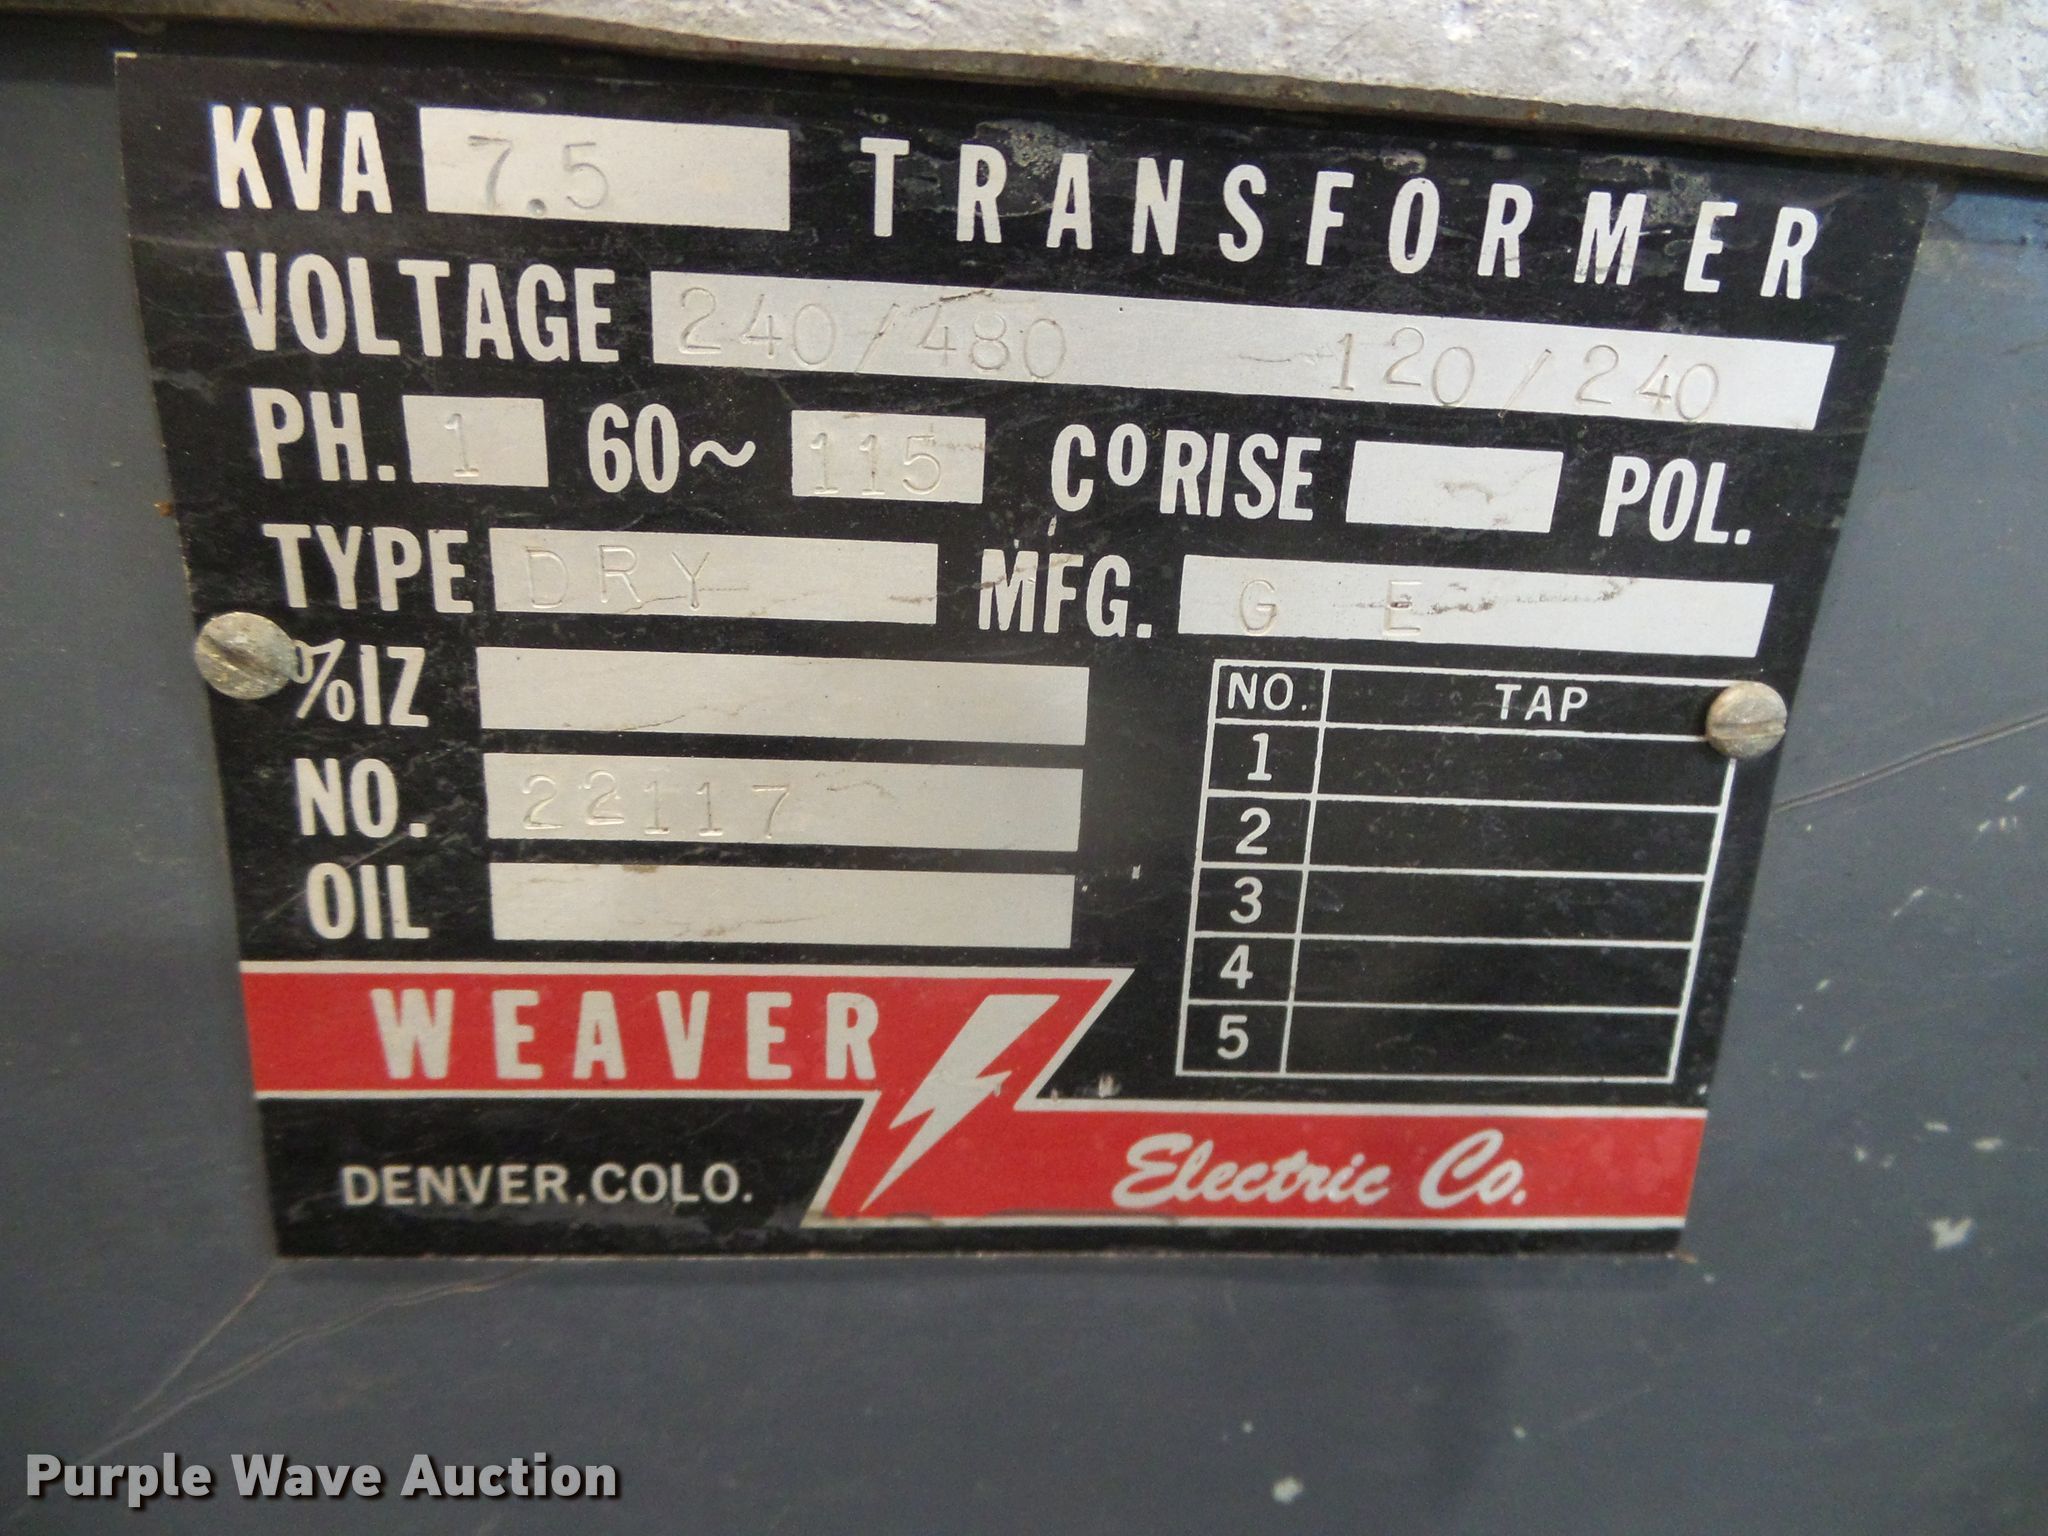 KVA 7.5 TRANSFORMER
VOLTAGE 240/480 - 120/240
PH. 1 60~ 115 C° RISE POL.
TYPE DRY MFG. G E
%IZ
NO. 22117
OIL
NO. TAP
1
2
3
4
5
WEAVER
Electric Co.
DENVER, COLO.
Purple Wave Auction